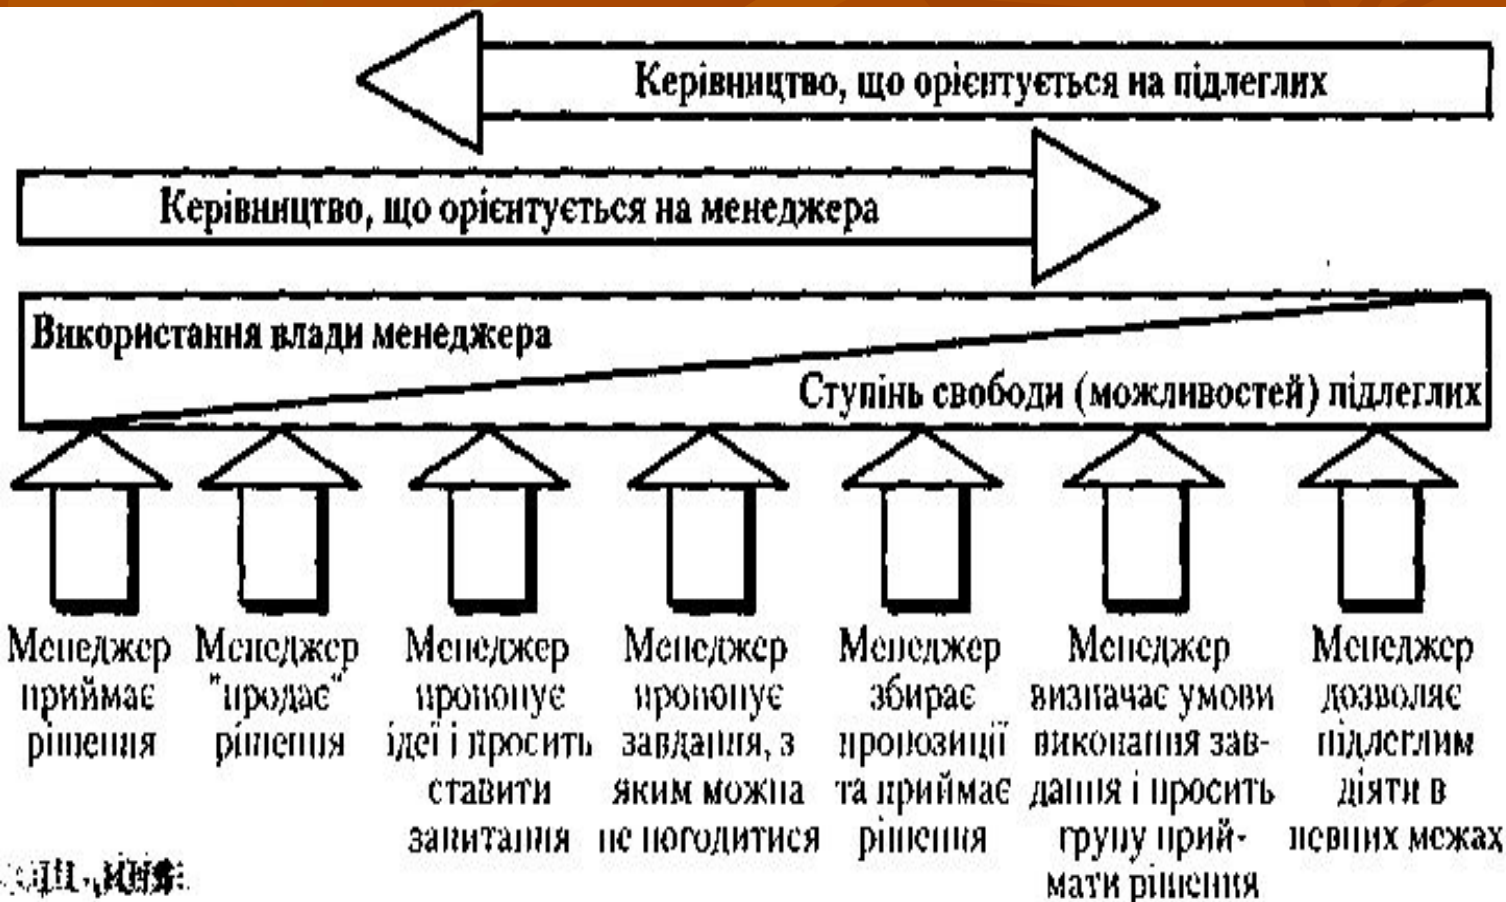 Керівництво, що орієнтується на підлеглих
Керівництво, що орієнтується на менеджера
Використання влади менеджера
Ступінь свободи (можливостей) підлеглих
Менеджер
приймає
рішення
Менеджер
"продає"
рішення
Менеджер
пропонує
ідеї і просить
ставити
запитання
Менеджер
пропонує
завдання, з
яким можна
не погодитися
Менеджер
збирає
пропозиції
та приймає
рішення
Менеджер
визначає умови
виконання зав-
дання і просить
групу прий-
мати рішення
Менеджер
дозволяє
підлеглим
діяти в
певних межах